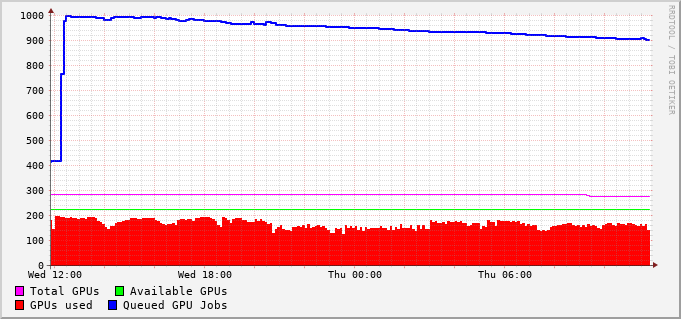 1000
900
800
700
600
500
400
300
200
100
0
Wed 12:00 Wed 18:00 Thu 00:00 Thu 06:00
Total GPUs Available GPUs
GPUs used Queued GPU Jobs
RRDTOOL / TOBI OETIKER